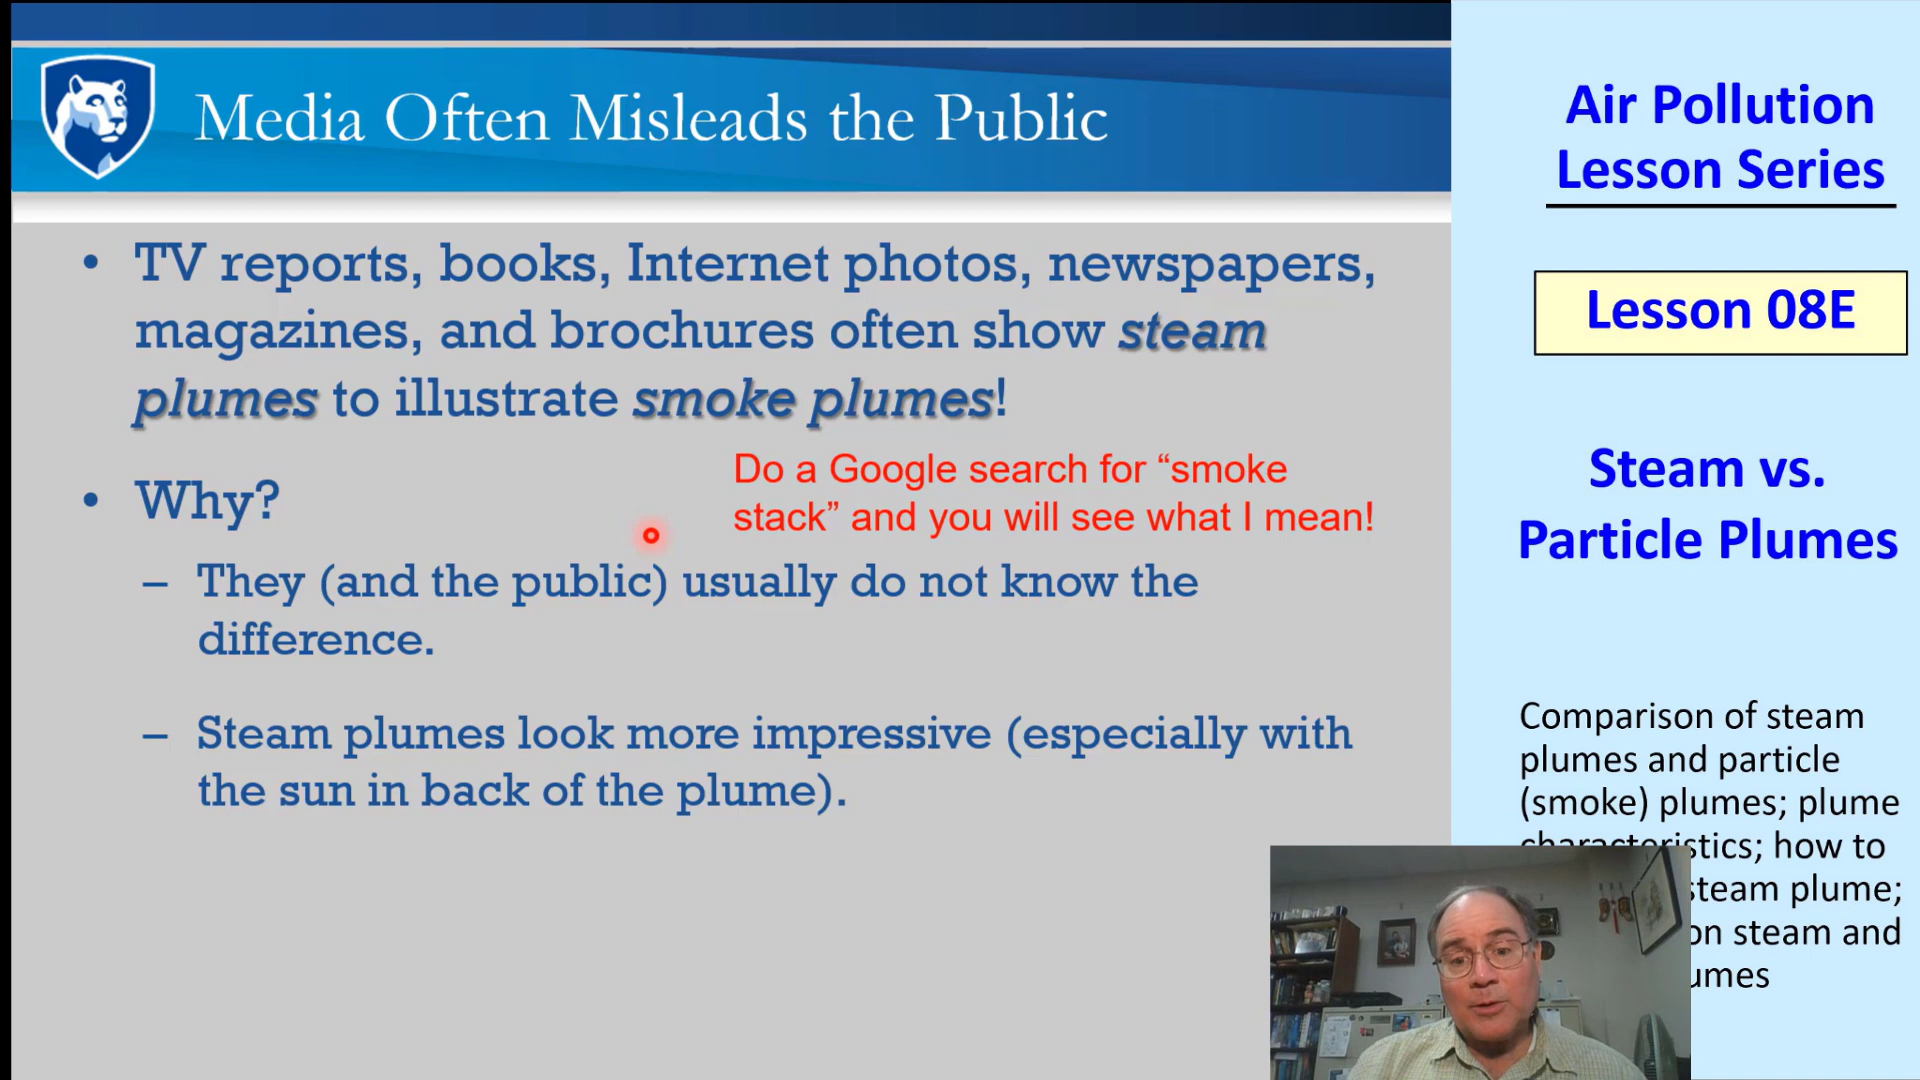 Media Often Misleads the Public
• TV reports, books, Internet photos, newspapers,
magazines, and brochures often show steam
plumes to illustrate smoke plumes!
Do a Google search for “smoke
stack” and you will see what I mean!
• Why?
– They (and the public) usually do not know the
difference.
– Steam plumes look more impressive (especially with
the sun in back of the plume).
Air Pollution
Lesson Series
Lesson 08E
Steam vs.
Particle Plumes
Comparison of steam
plumes and particle
(smoke) plumes; plume
characteristics; how to
steam plume;
steam and